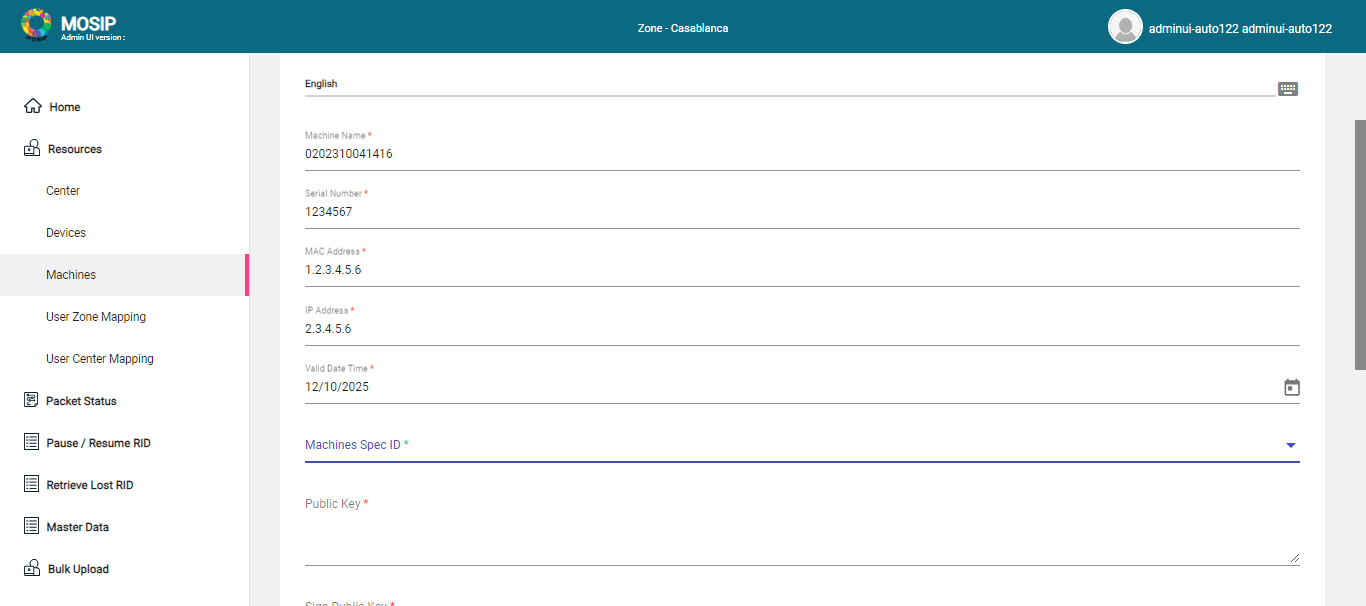 MOSIP
Admin UI version :
Zone - Casablanca
adminui-auto122 adminui-auto122
Home
Resources
Center
Devices
Machines
User Zone Mapping
User Center Mapping
Packet Status
Pause / Resume RID
Retrieve Lost RID
Master Data
Bulk Upload
English
Machine Name *
0202310041416
Serial Number *
1234567
MAC Address *
1.2.3.4.5.6
IP Address *
2.3.4.5.6
Valid Date Time *
12/10/2025
Machines Spec ID *
Public Key *
Sign Public Key *